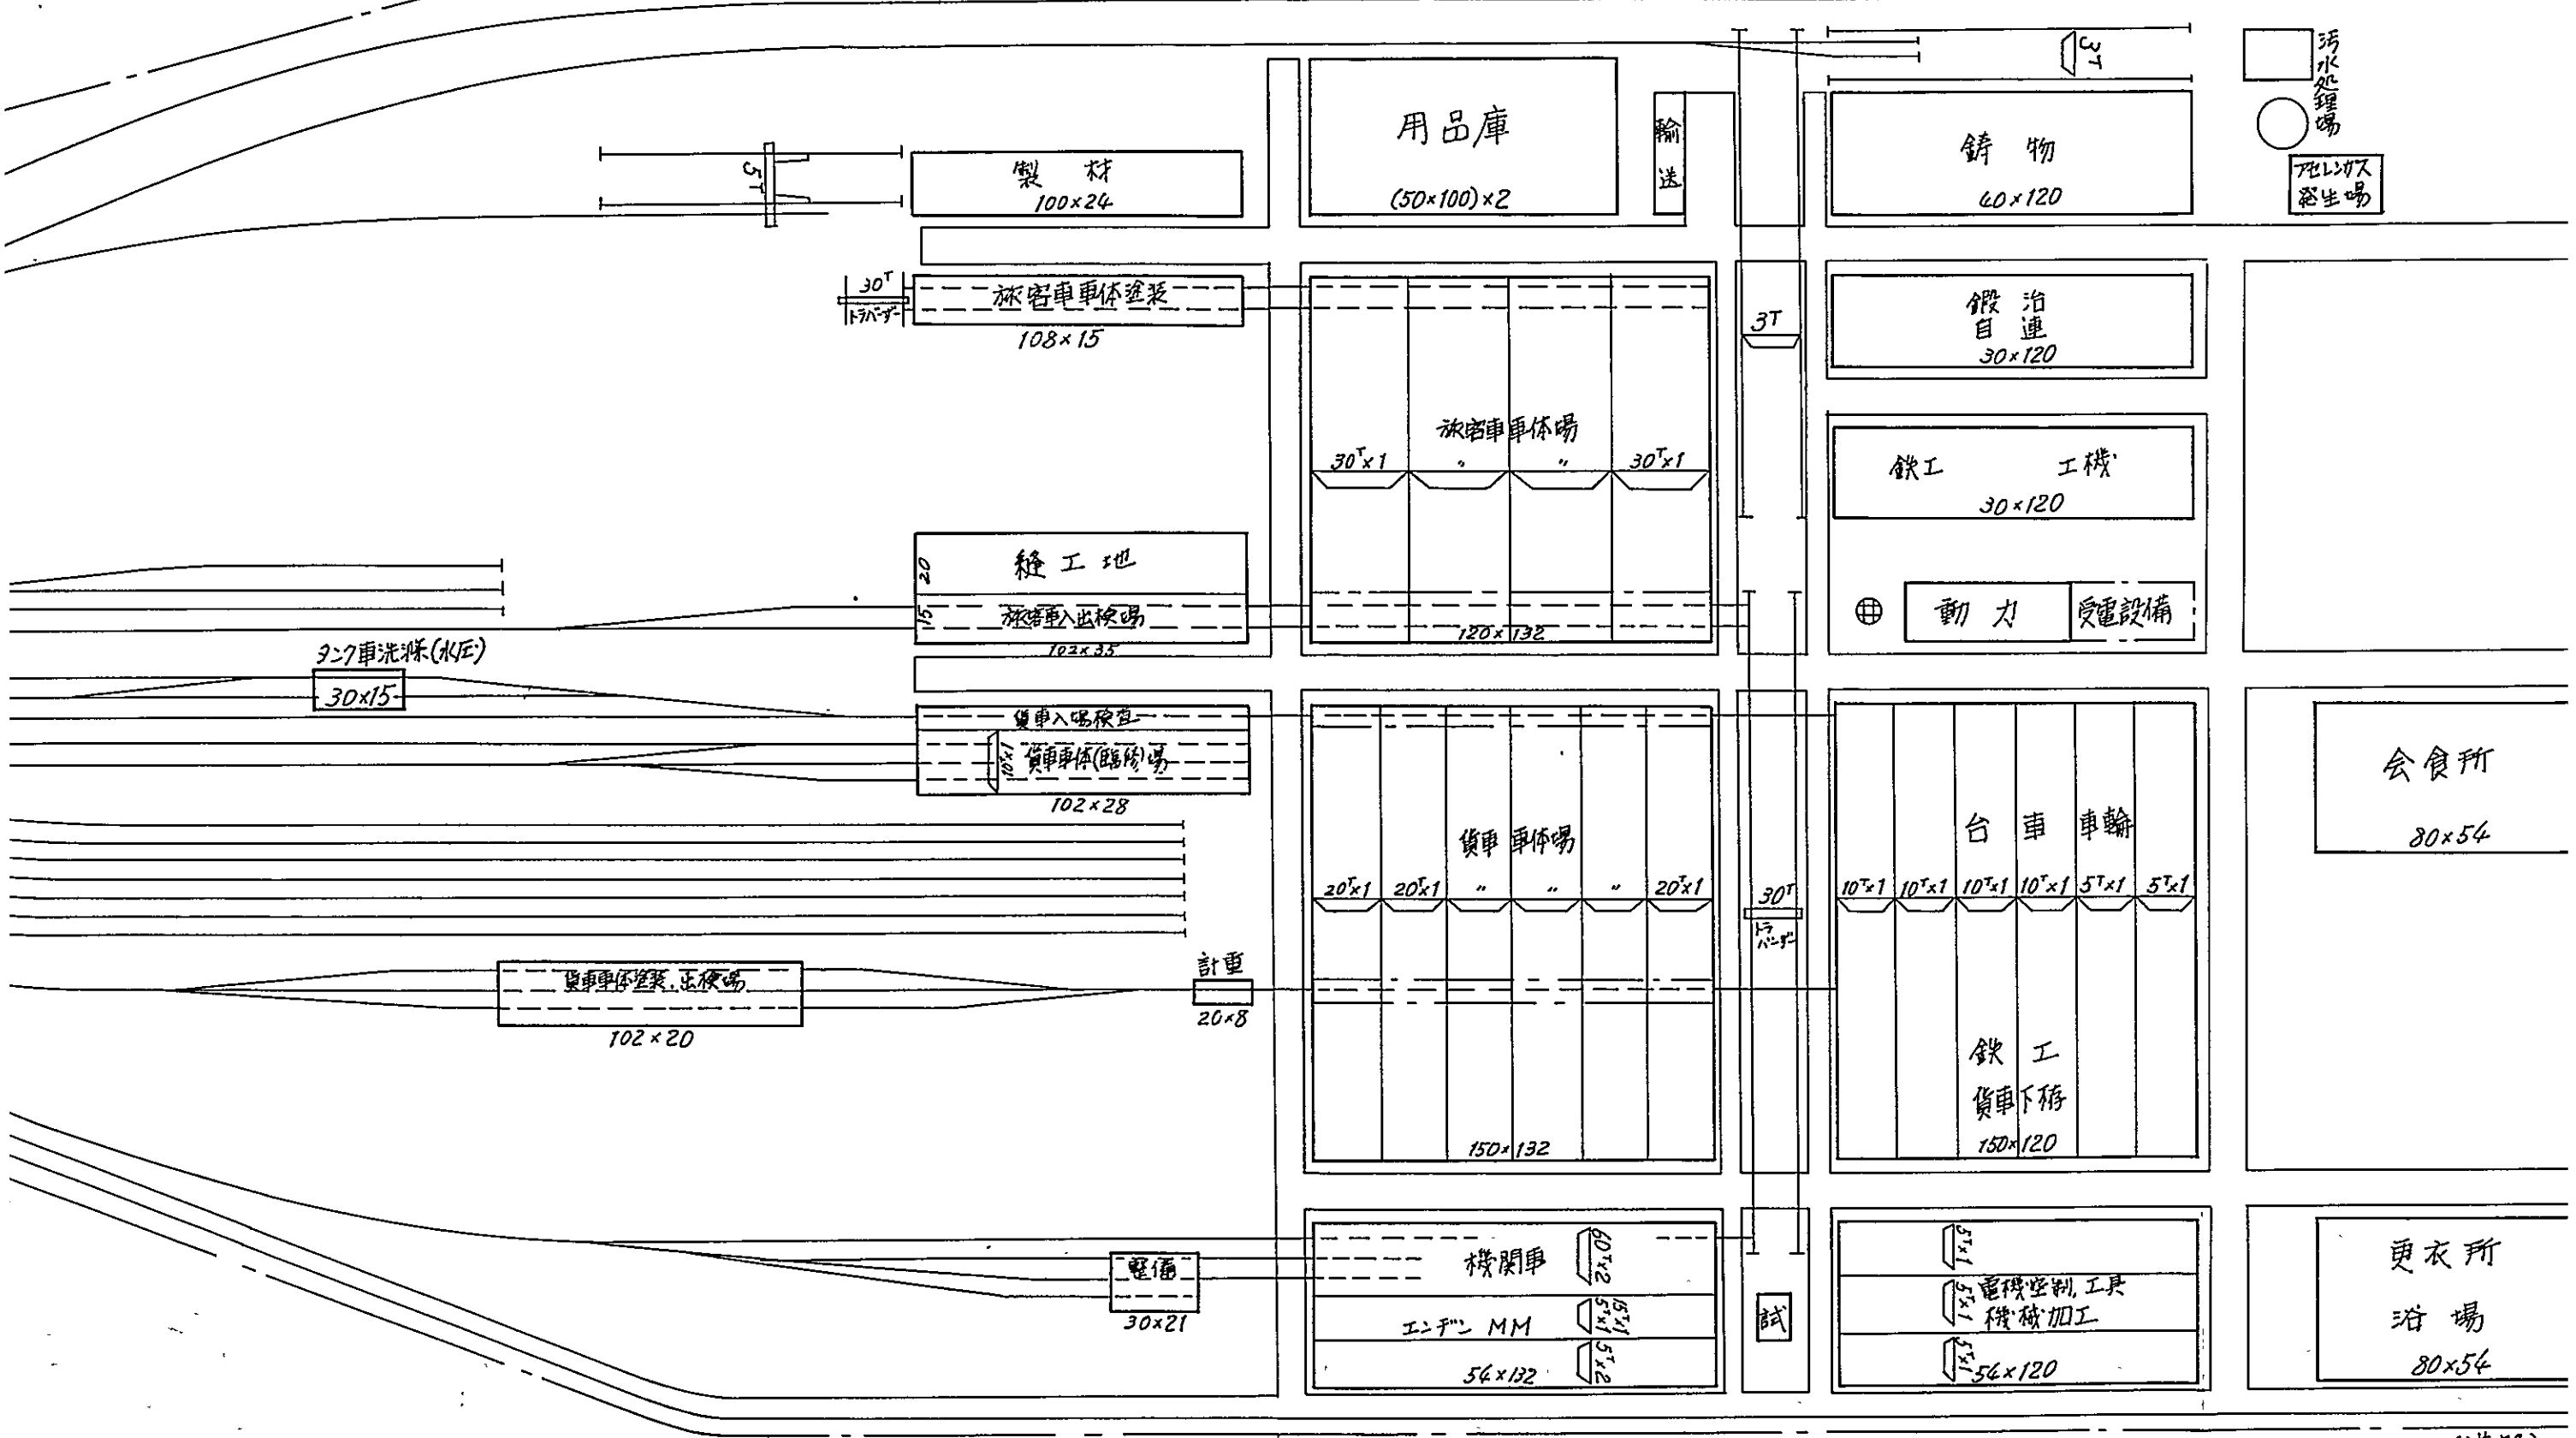 3T
汚水処理場
アセレンガス
発生場
用品庫
(50×100)×2
輸送
鋳物
60×120
5T
製材
100×24
30T
トラバーザー
旅客車車体塗装
108×15
3T
鍛冶
自連
30×120
旅客車車体場
30T×1 〃 〃 30T×1
120×132
鉄工 工機
30×120
20
縫工地
15
旅客車入出検場
102×35
動力
受電設備
タンク車洗滌(水圧)
30×15
貨車入場検査
10T×1
貨車車体(臨修)場
102×28
貨車車体場
20T×1 20T×1 〃 〃 〃 20T×1
150×132
30T
トラバーザー
台車車輪
10T×1 10T×1 10T×1 10T×1 5T×1 5T×1
鉄工
貨車下梼
150×120
会食所
80×54
貨車車体塗装.出検場
102×20
計重
20×8
整備
30×21
機関車
60T×2
エンヂン MM
15T×1
5T×1
5T×2
54×132
試
5T×1
5T×1
電機空制.工具
機械加工
5T×1
54×120
更衣所
浴場
80×54